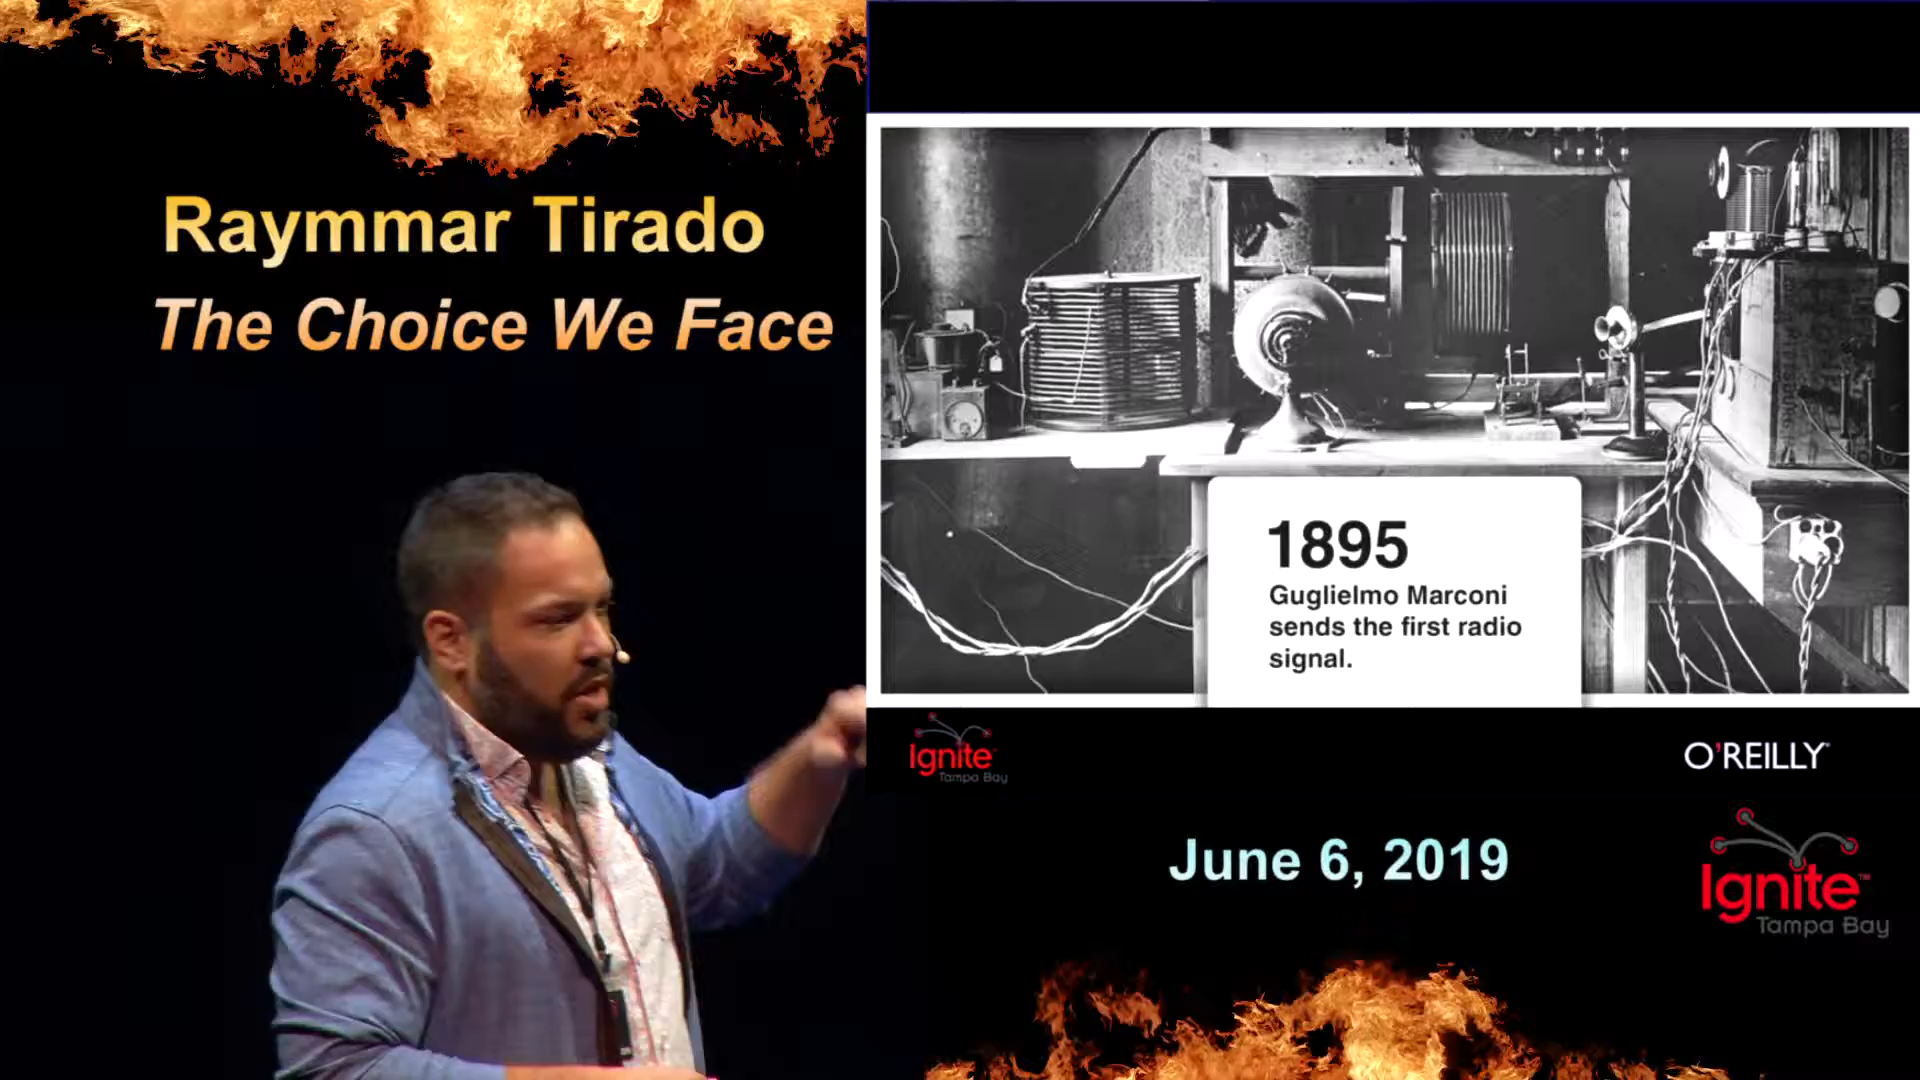 Raymmar Tirado
The Choice We Face
1895
Guglielmo Marconi
sends the first radio
signal.
Ignite
Tampa Bay
O'REILLY
June 6, 2019
Ignite™
Tampa Bay